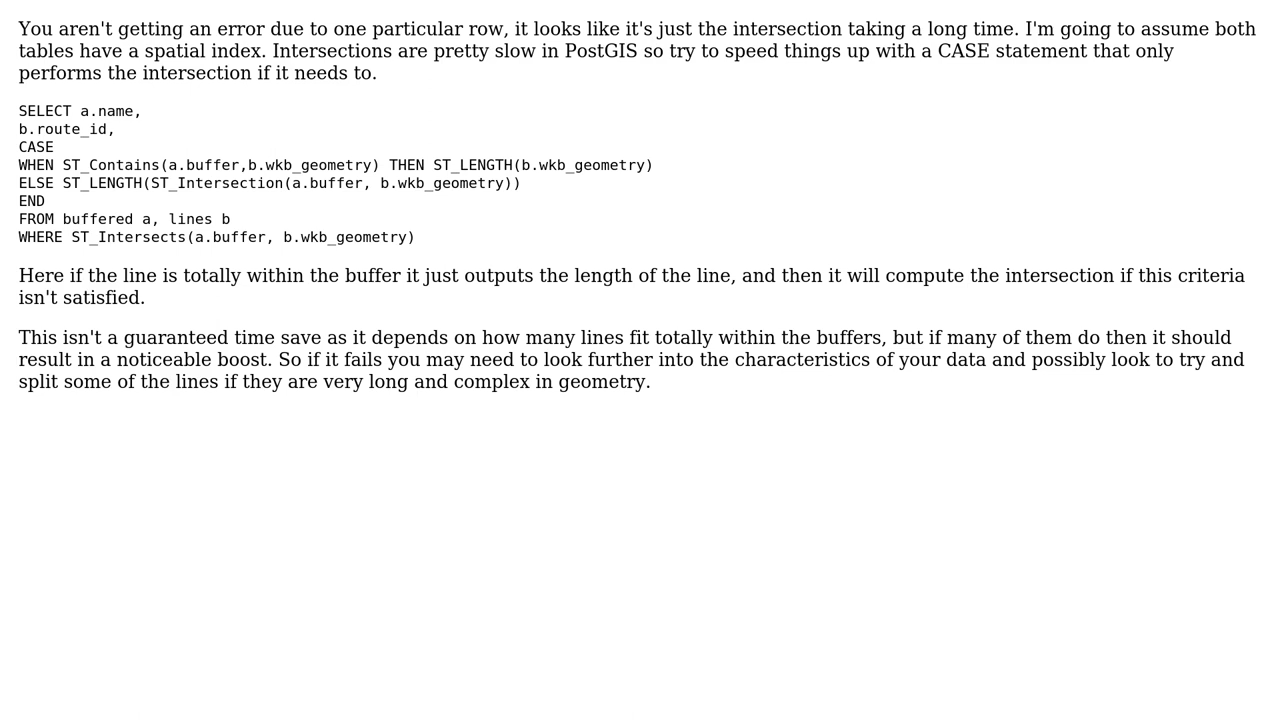 You aren't getting an error due to one particular row, it looks like it's just the intersection taking a long time. I'm going to assume both
tables have a spatial index. Intersections are pretty slow in PostGIS so try to speed things up with a CASE statement that only
performs the intersection if it needs to.
SELECT a.name,
b.route_id,
CASE
WHEN ST_Contains(a.buffer,b.wkb_geometry) THEN ST_LENGTH(b.wkb_geometry)
ELSE ST_LENGTH(ST_Intersection(a.buffer, b.wkb_geometry))
END
FROM buffered a, lines b
WHERE ST_Intersects(a.buffer, b.wkb_geometry)
Here if the line is totally within the buffer it just outputs the length of the line, and then it will compute the intersection if this criteria
isn't satisfied.
This isn't a guaranteed time save as it depends on how many lines fit totally within the buffers, but if many of them do then it should
result in a noticeable boost. So if it fails you may need to look further into the characteristics of your data and possibly look to try and
split some of the lines if they are very long and complex in geometry.